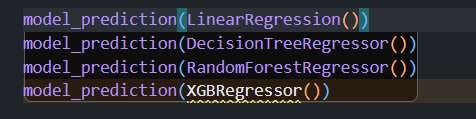 model_prediction(LinearRegression())
model_prediction(DecisionTreeRegressor())
model_prediction(RandomForestRegressor())
model_prediction(XGBRegressor())